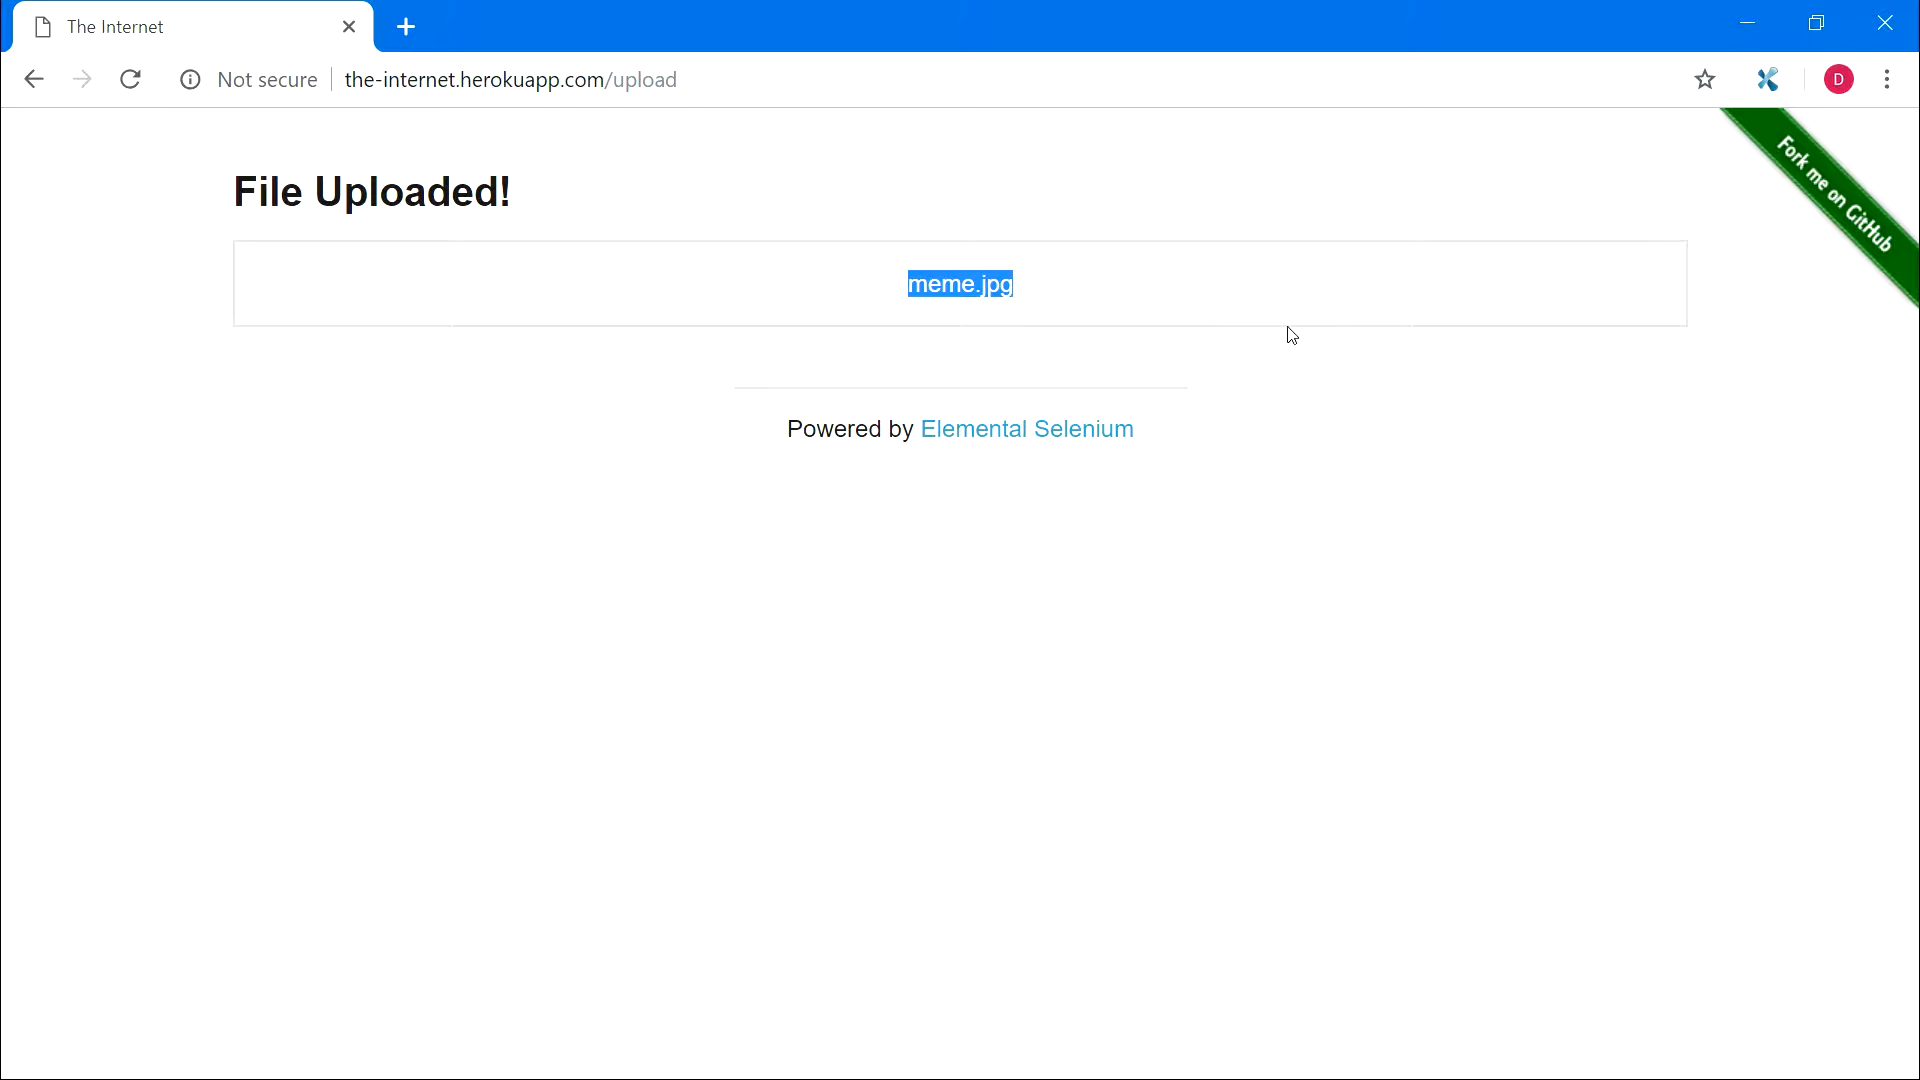 The Internet
Not secure
the-internet.herokuapp.com/upload
D
Fork me on GitHub
File Uploaded!
meme.jpg
Powered by Elemental Selenium